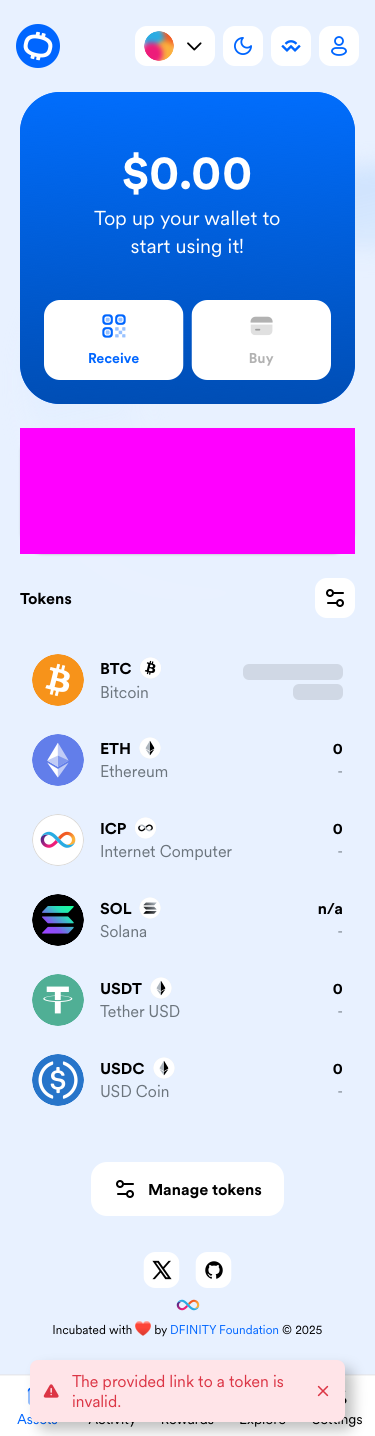 $0.00
Top up your wallet to
start using it!
Receive
Buy
Tokens
BTC
Bitcoin
ETH
0
Ethereum
-
ICP
0
Internet Computer
-
SOL
n/a
Solana
-
USDT
0
Tether USD
-
USDC
0
USD Coin
-
Manage tokens
Incubated with ❤️ by DFINITY Foundation © 2025
The provided link to a token is
invalid.
Assets Activity Rewards Explore Settings